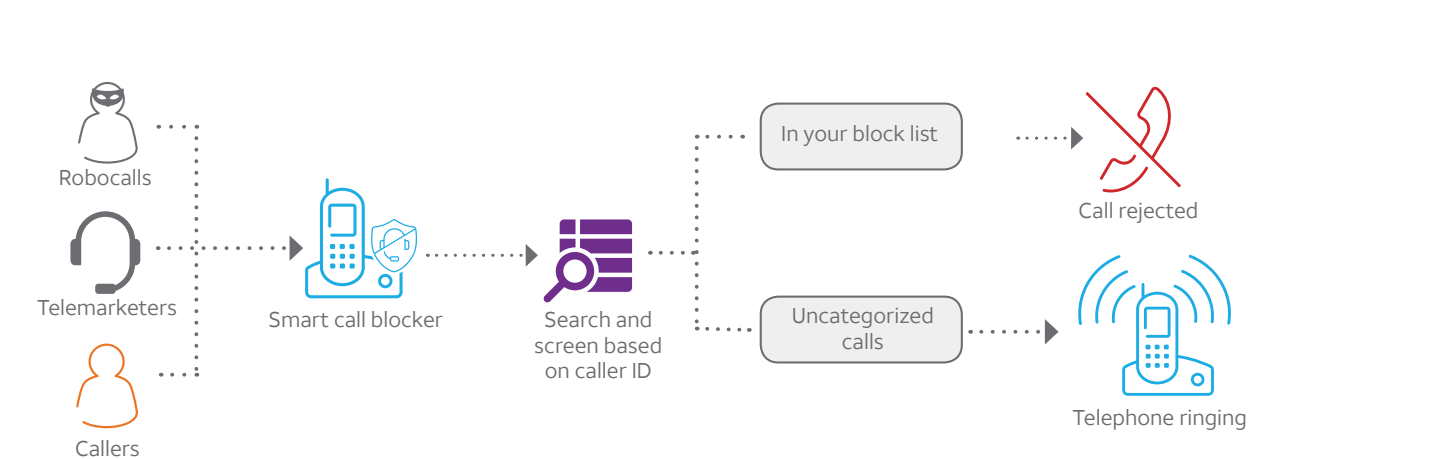 Robocalls
Telemarketers
Callers
Smart call blocker
Search and
screen based
on caller ID
In your block list
Uncategorized
calls
Call rejected
Telephone ringing